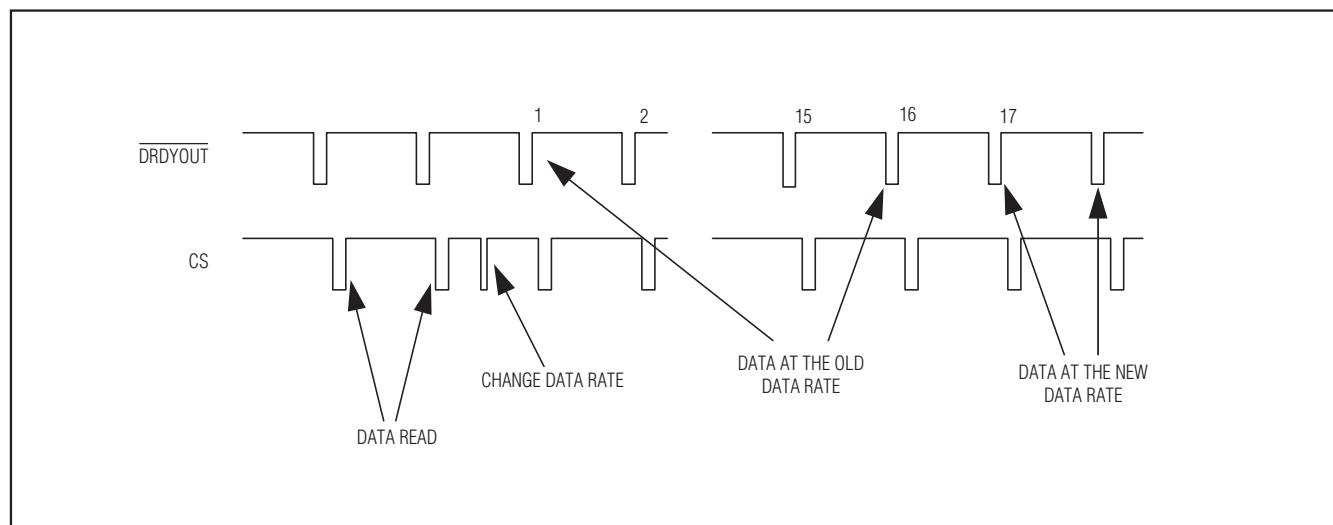 1 2 15 16 17
DRDYOUT
CS
CHANGE DATA RATE
DATA AT THE OLD
DATA RATE
DATA AT THE NEW
DATA RATE
DATA READ